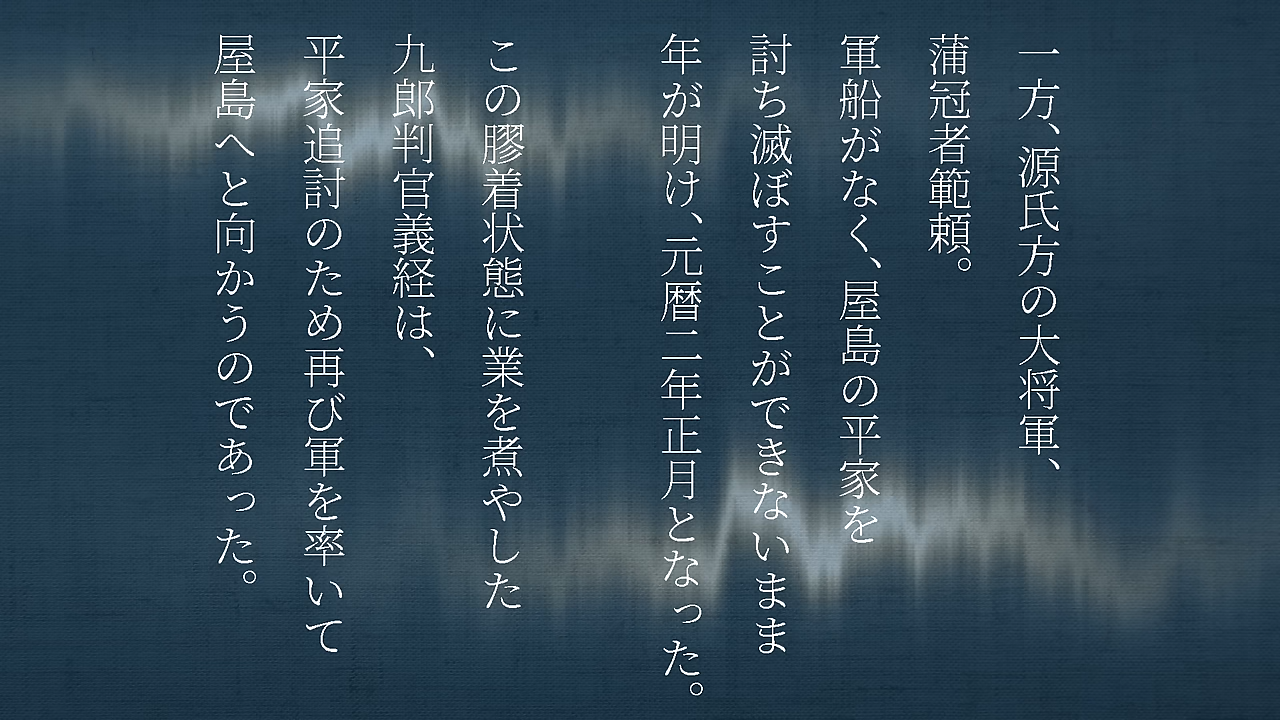 一方、源氏方の大将軍、
蒲冠者範頼。
軍船がなく、屋島の平家を
討ち滅ぼすことができないまま
年が明け、元暦二年正月となった。
この膠着状態に業を煮やした
九郎判官義経は、
平家追討のため再び軍を率いて
屋島へと向かうのであった。